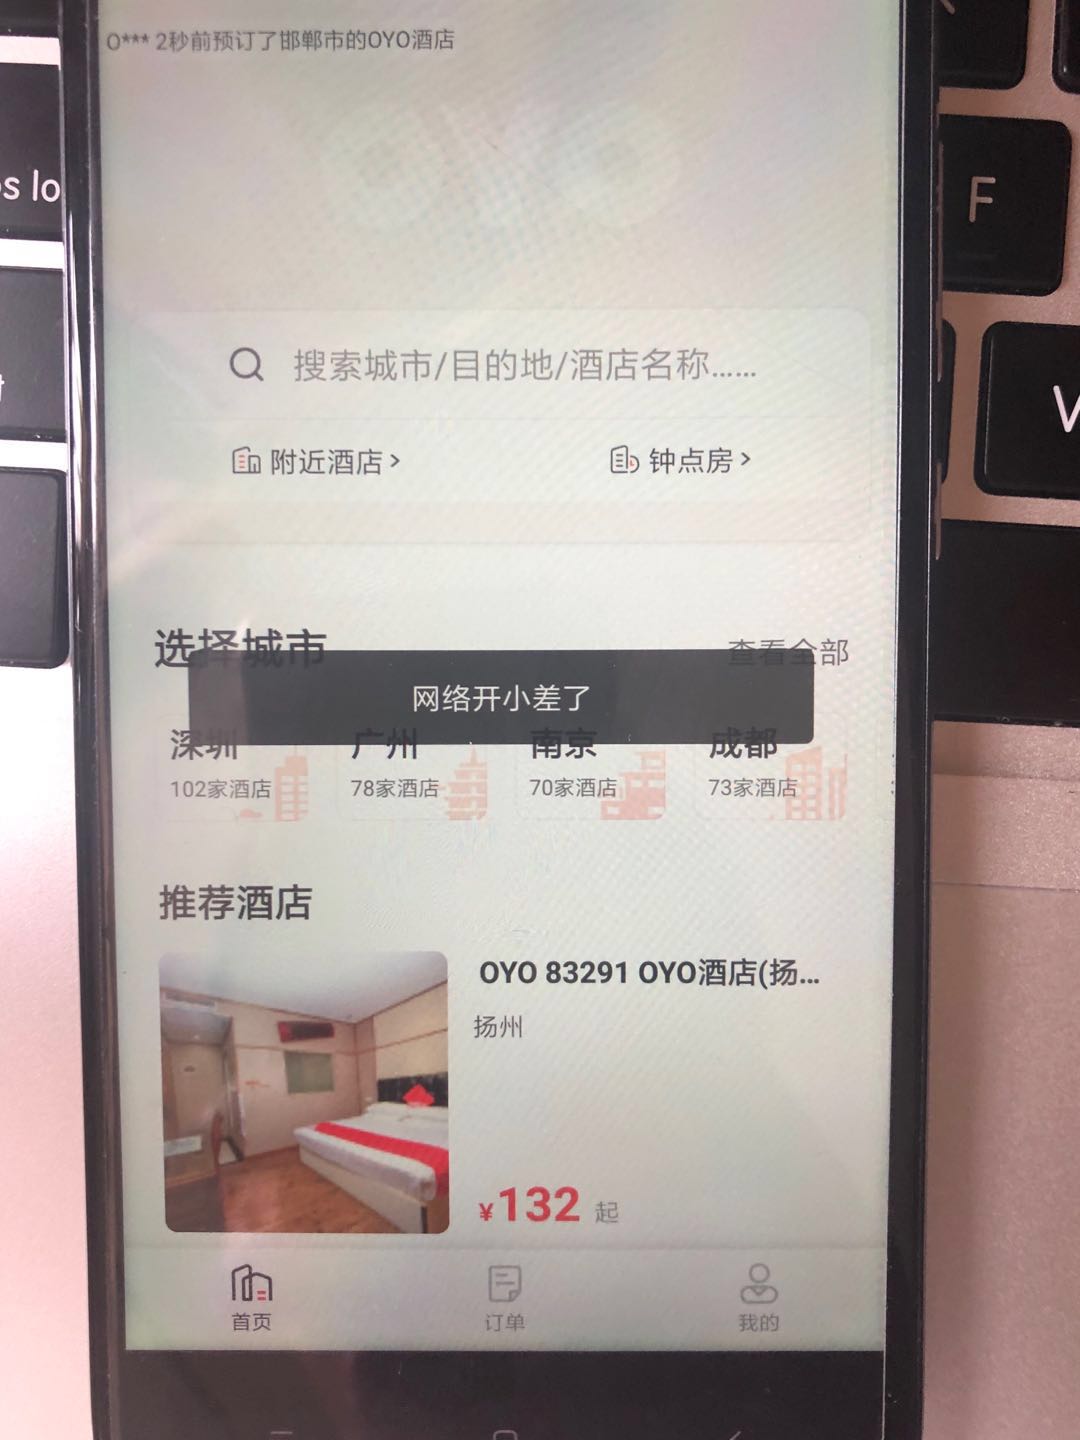 O*** 2秒前预订了邯郸市的OYO酒店
搜索城市/目的地/酒店名称......
附近酒店>
钟点房>
选择城市
查看全部
网络开小差了
深圳
广州
南京
成都
102家酒店
78家酒店
70家酒店
73家酒店
推荐酒店
OYO 83291 OYO酒店(扬...
扬州
¥132 起
首页
订单
我的
F